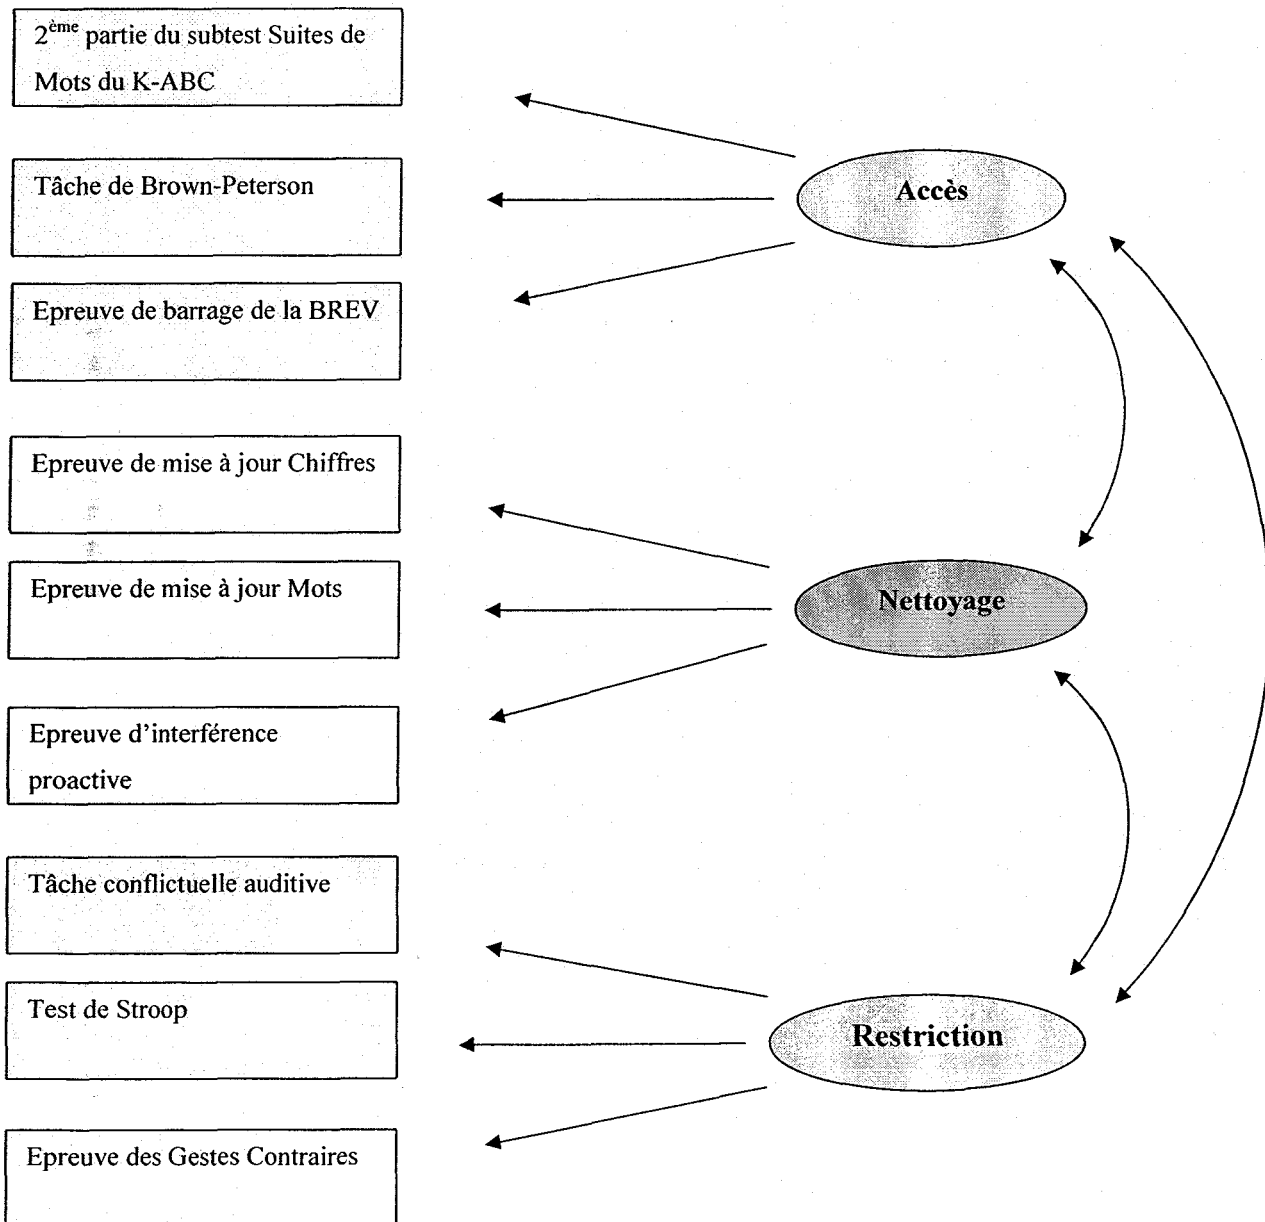 2ème partie du subtest Suites de
Mots du K-ABC
Tâche de Brown-Peterson
Accès
Epreuve de barrage de la BREV
Epreuve de mise à jour Chiffres
Epreuve de mise à jour Mots
Nettoyage
Epreuve d'interférence
proactive
Tâche conflictuelle auditive
Test de Stroop
Restriction
Epreuve des Gestes Contraires